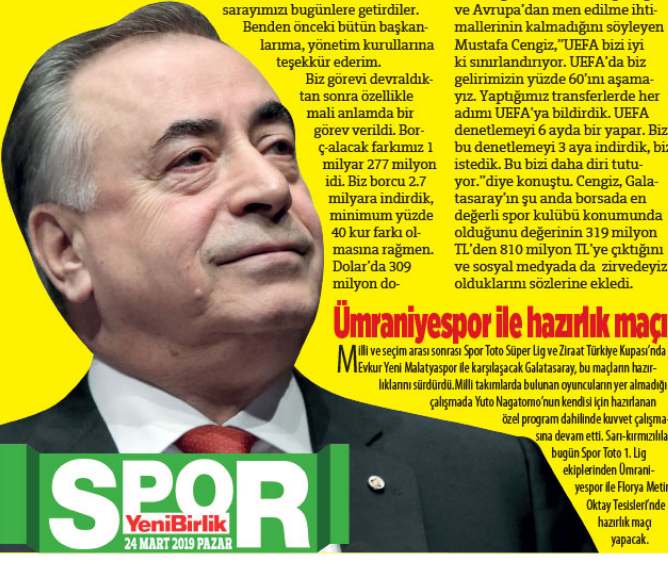 sarayımızı bugünlere getirdiler.
Benden önceki bütün başkan-
larıma, yönetim kurullarına
teşekkür ederim.
Biz görevi devraldık-
tan sonra özellikle
mali anlamda bir
görev verildi. Bor-
ç-alacak farkımız 1
milyar 277 milyon
idi. Biz borcu 2.7
milyara indirdik,
minimum yüzde
40 kur farkı ol-
masına rağmen.
Dolar'da 309
milyon do-
ve Avrupa'dan men edilme ihti-
mallerinin kalmadığını söyleyen
Mustafa Cengiz,"UEFA bizi iyi
ki sınırlandırıyor. UEFA'da biz
gelirimizin yüzde 60'ını aşama-
yız. Yaptığımız transferlerde her
adımı UEFA'ya bildirdik. UEFA
denetlemeyi 6 ayda bir yapar. Biz
bu denetlemeyi 3 aya indirdik, biz
istedik. Bu bizi daha diri tutu-
yor."diye konuştu. Cengiz, Gala-
tasaray'ın şu anda borsada en
değerli spor kulübü konumunda
olduğunu değerinin 319 milyon
TL'den 810 milyon TL'ye çıktığını
ve sosyal medyada da zirvedeyiz
olduklarını sözlerine ekledi.
Ümraniyespor ile hazırlık maçı
Milli ve seçim arası sonrası Spor Toto Süper Lig ve Ziraat Türkiye Kupası'nda
Evkur Yeni Malatyaspor ile karşılaşacak Galatasaray, bu maçların hazır-
lıklarını sürdürdü.Milli takımlarda bulunan oyuncuların yer almadığı
çalışmada Yuto Nagatomo'nun kendisi için hazırlanan
özel program dahilinde kuvvet çalışma-
sına devam etti. Sarı-kırmızılıla
bugün Spor Toto 1. Lig
ekiplerinden Ümrani-
yespor ile Florya Metin
Oktay Tesisleri'nde
hazırlık maçı
yapacak.
SPOR
YeniBirlik
24 MART 2019 PAZAR